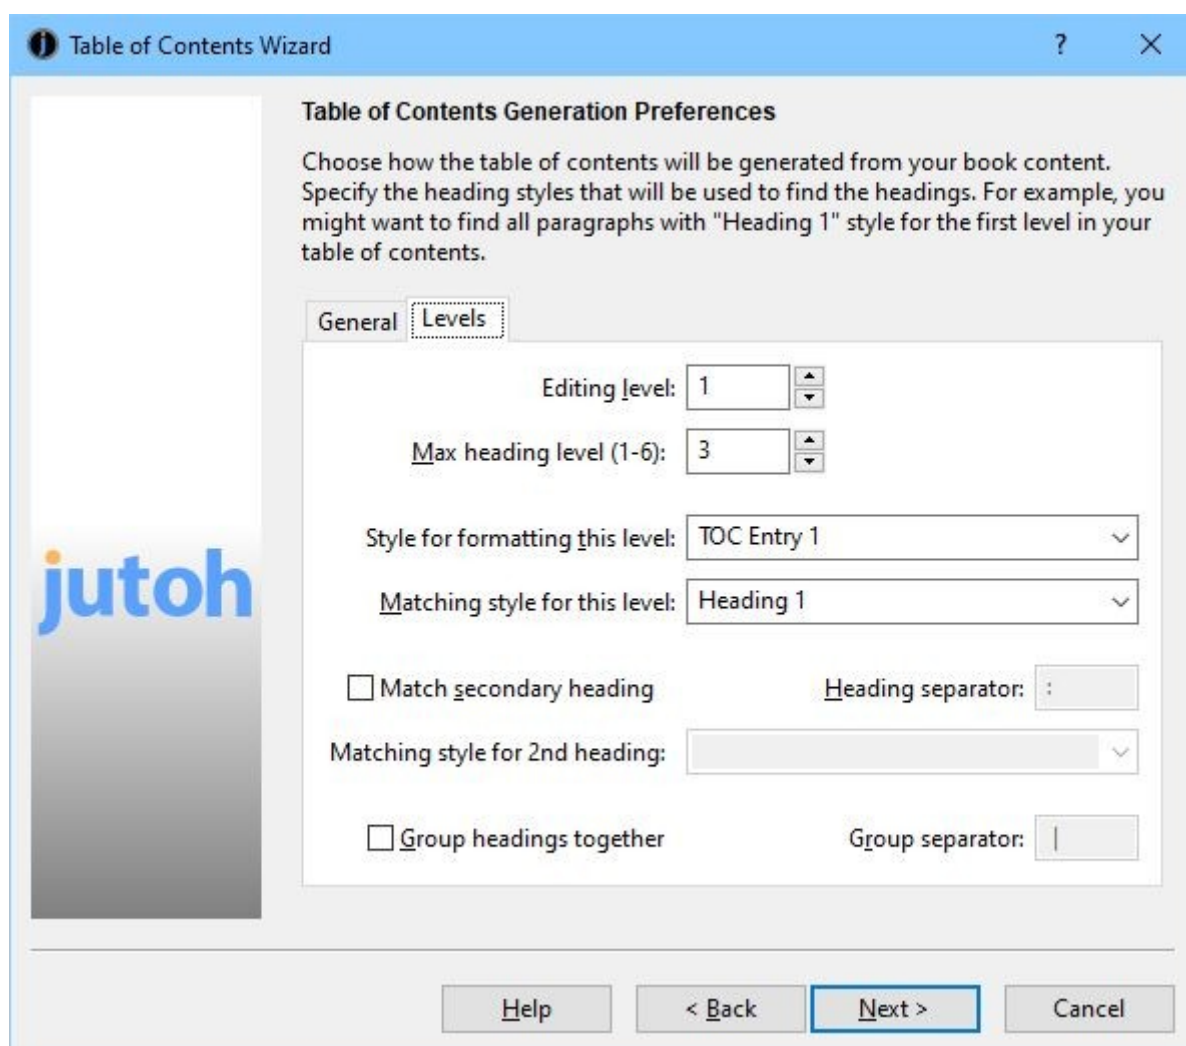 Table of Contents Wizard
?
Table of Contents Generation Preferences
Choose how the table of contents will be generated from your book content.
Specify the heading styles that will be used to find the headings. For example, you
might want to find all paragraphs with "Heading 1" style for the first level in your
table of contents.
General Levels
Editing level: 1
Max heading level (1-6): 3
Style for formatting this level: TOC Entry 1
jutoh
Matching style for this level: Heading 1
Match secondary heading Heading separator: :
Matching style for 2nd heading:
Group headings together Group separator: |
Help < Back Next > Cancel